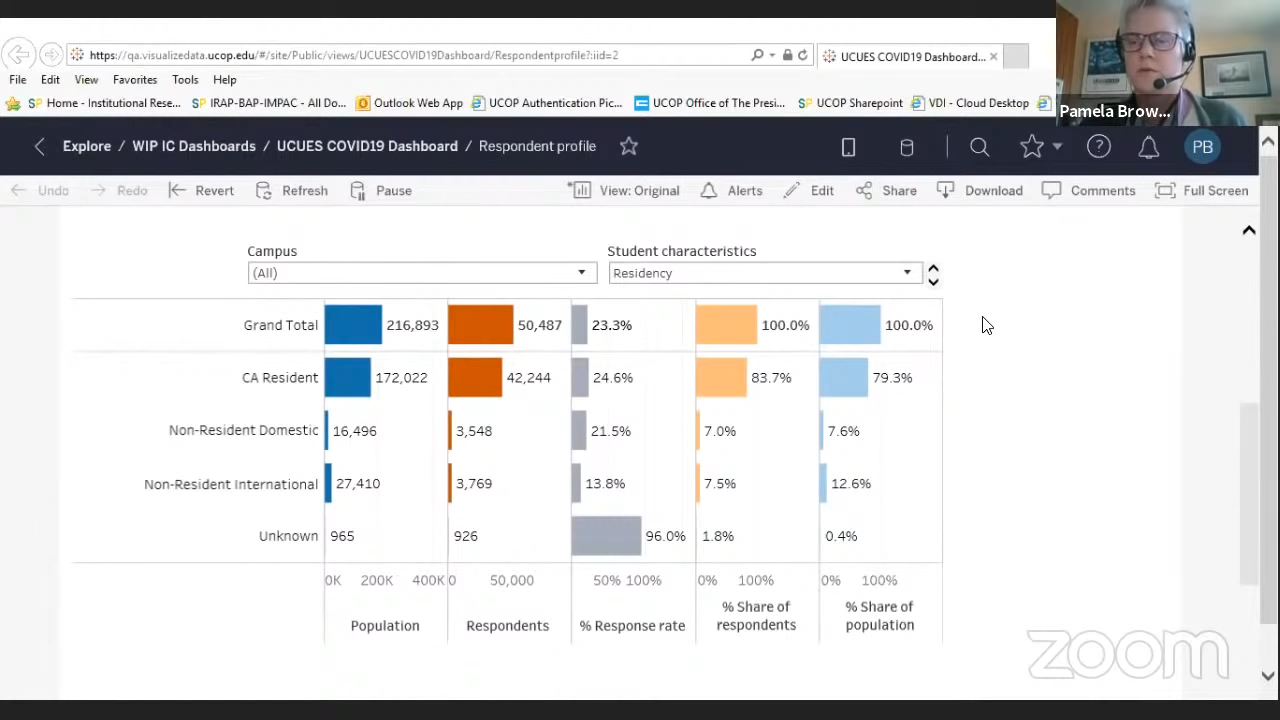 https://qa.visualizedata.ucop.edu/#/site/Public/views/UCUESCOVID19Dashboard/Respondentprofile?:iid=2
UCUES COVID19 Dashboard...
File Edit View Favorites Tools Help
Home - Institutional Rese... IRAP-BAP-IMPAC - All Do... Outlook Web App UCOP Authentication Pic... UCOP Office of The Presi... UCOP Sharepoint VDI - Cloud Desktop
Pamela Brow...
Explore / WIP IC Dashboards / UCUES COVID19 Dashboard / Respondent profile PB
Undo Redo Revert Refresh Pause View: Original Alerts Edit Share Download Comments Full Screen
Campus Student characteristics
(All) Residency
Grand Total 216,893 50,487 23.3% 100.0% 100.0%
CA Resident 172,022 42,244 24.6% 83.7% 79.3%
Non-Resident Domestic 16,496 3,548 21.5% 7.0% 7.6%
Non-Resident International 27,410 3,769 13.8% 7.5% 12.6%
Unknown 965 926 96.0% 1.8% 0.4%
0K 200K 400K 0 50,000 50% 100% 0% 100% 0% 100%
Population Respondents % Response rate % Share of respondents % Share of population
zoom